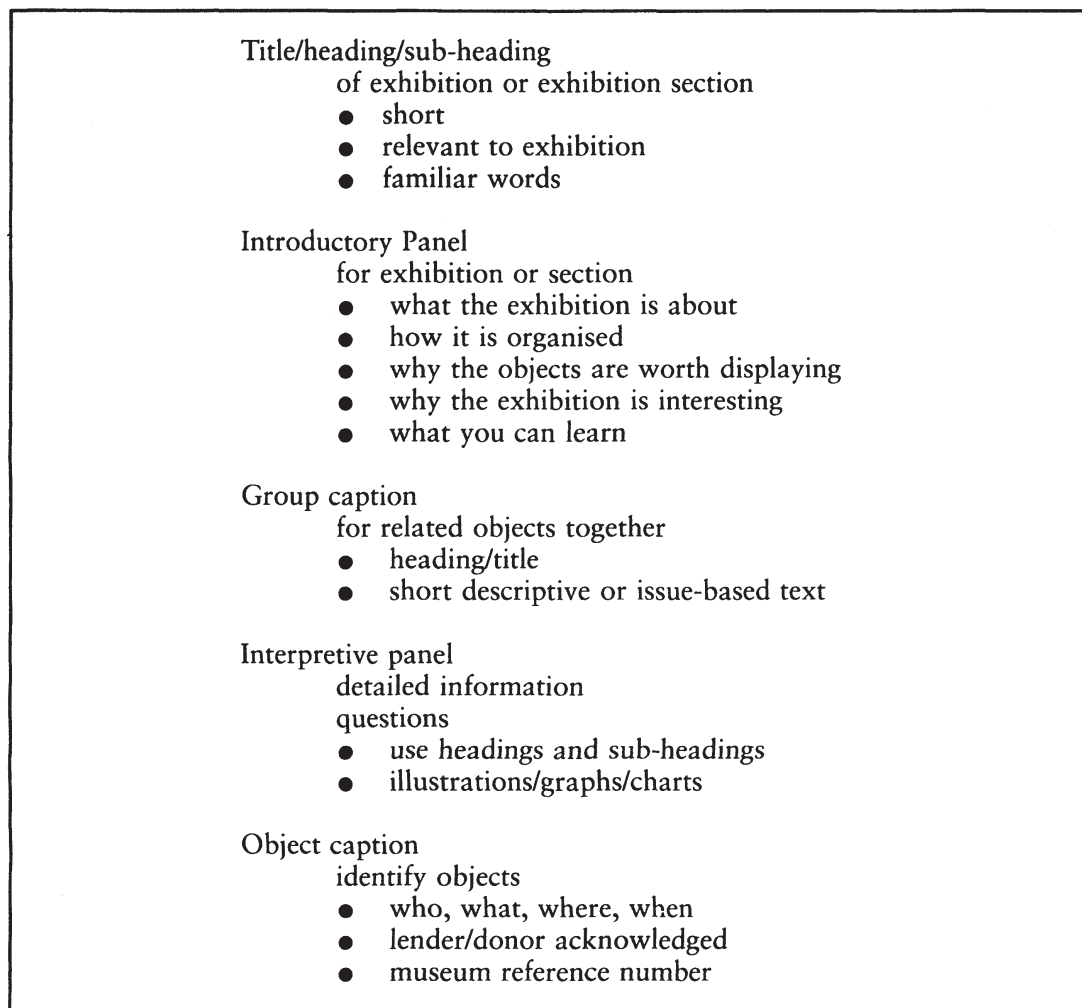 Title/heading/sub-heading
of exhibition or exhibition section
● short
● relevant to exhibition
● familiar words
Introductory Panel
for exhibition or section
● what the exhibition is about
● how it is organised
● why the objects are worth displaying
● why the exhibition is interesting
● what you can learn
Group caption
for related objects together
● heading/title
● short descriptive or issue-based text
Interpretive panel
detailed information
questions
● use headings and sub-headings
● illustrations/graphs/charts
Object caption
identify objects
● who, what, where, when
● lender/donor acknowledged
● museum reference number